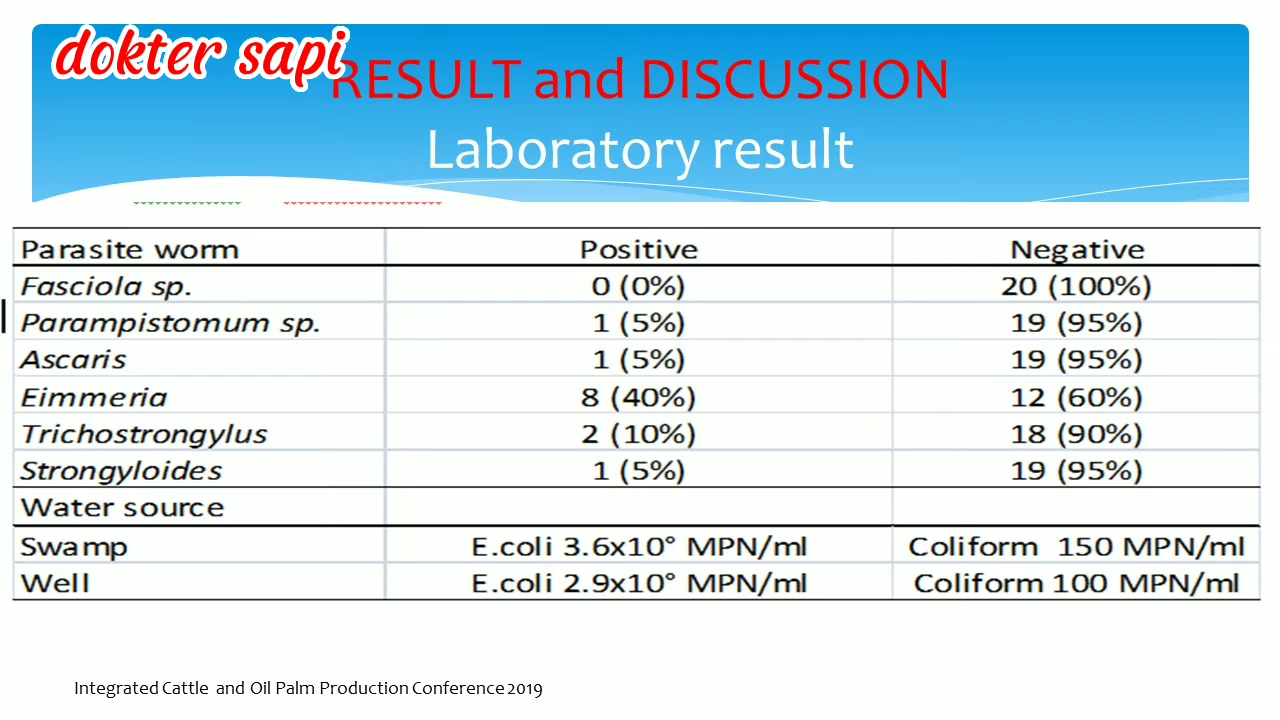 dokter sapi
RESULT and DISCUSSION
Laboratory result
Parasite worm Positive Negative
Fasciola sp. 0 (0%) 20 (100%)
Parampistomum sp. 1 (5%) 19 (95%)
Ascaris 1 (5%) 19 (95%)
Eimmeria 8 (40%) 12 (60%)
Trichostrongylus 2 (10%) 18 (90%)
Strongyloides 1 (5%) 19 (95%)
Water source
Swamp E.coli 3.6x10° MPN/ml Coliform 150 MPN/ml
Well E.coli 2.9x10° MPN/ml Coliform 100 MPN/ml
Integrated Cattle and Oil Palm Production Conference 2019